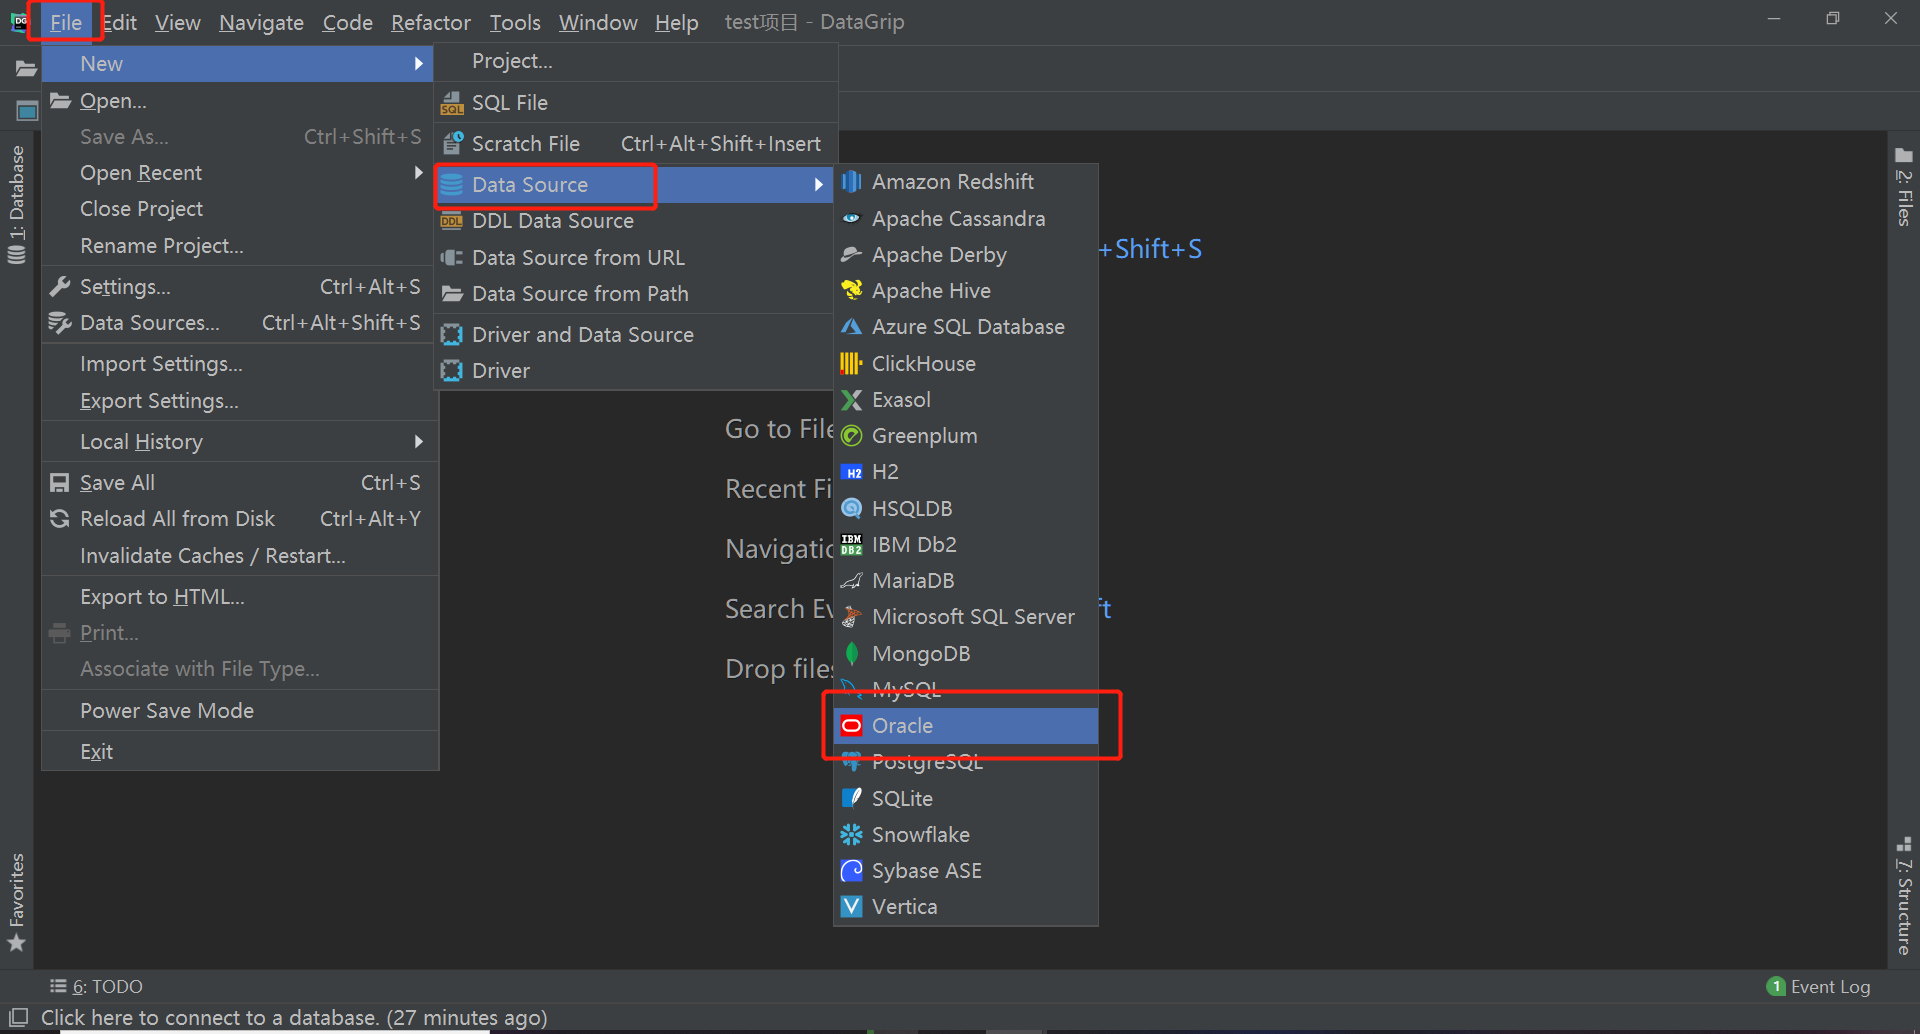 File Edit View Navigate Code Refactor Tools Window Help test项目 - DataGrip
New
Open...
Save As... Ctrl+Shift+S
Open Recent
Close Project
Rename Project...
Settings... Ctrl+Alt+S
Data Sources... Ctrl+Alt+Shift+S
Import Settings...
Export Settings...
Local History
Save All Ctrl+S
Reload All from Disk Ctrl+Alt+Y
Invalidate Caches / Restart...
Export to HTML...
Print...
Associate with File Type...
Power Save Mode
Exit
Project...
SQL File
Scratch File Ctrl+Alt+Shift+Insert
Data Source
DDL Data Source
Data Source from URL
Data Source from Path
Driver and Data Source
Driver
Amazon Redshift
Apache Cassandra
Apache Derby
Apache Hive
Azure SQL Database
ClickHouse
Exasol
Greenplum
H2
HSQLDB
IBM Db2
MariaDB
Microsoft SQL Server
MongoDB
MySQL
Oracle
PostgreSQL
SQLite
Snowflake
Sybase ASE
Vertica
+Shift+S
Go to File
Recent Fi
Navigatio
Search Ev ft
Drop files
1: Database
Favorites
2: Files
7: Structure
6: TODO
1 Event Log
Click here to connect to a database. (27 minutes ago)